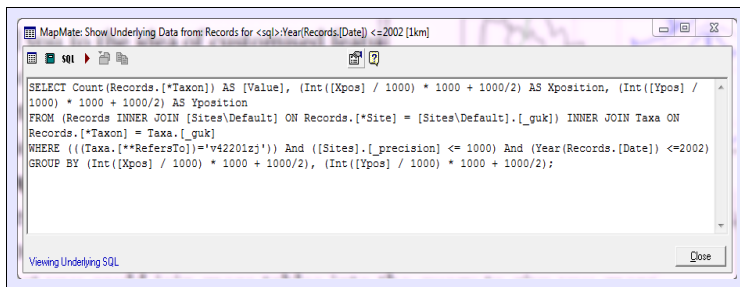 MapMate: Show Underlying Data from: Records for <sql>:Year(Records.[Date]) <=2002 [1km]
SQL
SELECT Count(Records.[*Taxon]) AS [Value], (Int([Xpos] / 1000) * 1000 + 1000/2) AS Xposition, (Int([Ypos] /
1000) * 1000 + 1000/2) AS Yposition
FROM (Records INNER JOIN [Sites\Default] ON Records.[*Site] = [Sites\Default].[_guk]) INNER JOIN Taxa ON
Records.[*Taxon] = Taxa.[_guk]
WHERE (((Taxa.[**RefersTo])='v42201zj')) And ([Sites].[_precision] <= 1000) And (Year(Records.[Date]) <=2002)
GROUP BY (Int([Xpos] / 1000) * 1000 + 1000/2), (Int([Ypos] / 1000) * 1000 + 1000/2);
Viewing Underlying SQL
Close